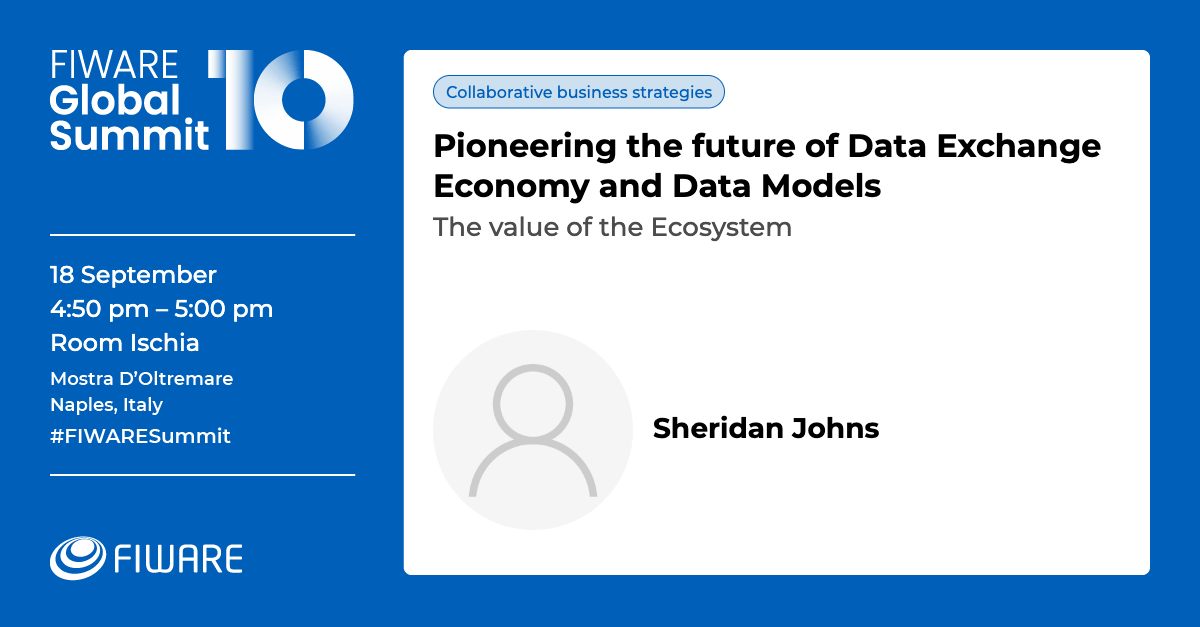 FIWARE
Global
Summit
10
18 September
4:50 pm – 5:00 pm
Room Ischia
Mostra D’Oltremare
Naples, Italy
#FIWARESummit
FIWARE
Collaborative business strategies
Pioneering the future of Data Exchange
Economy and Data Models
The value of the Ecosystem
Sheridan Johns